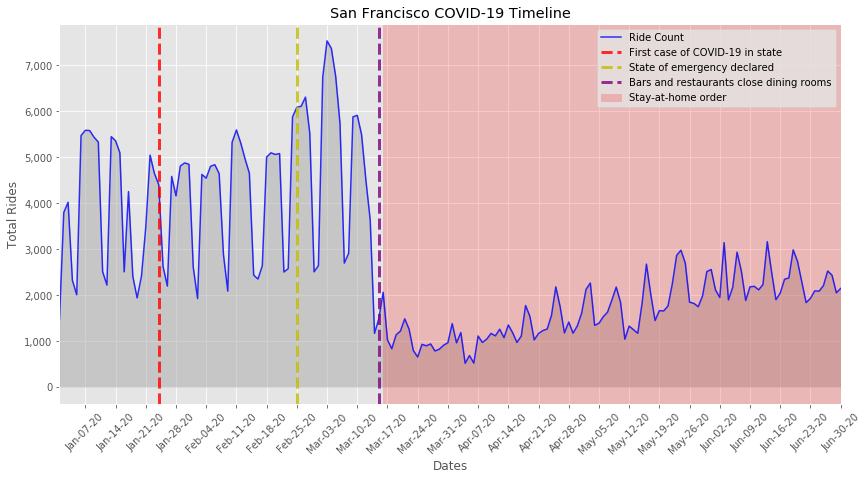 San Francisco COVID-19 Timeline
Ride Count
First case of COVID-19 in state
State of emergency declared
Bars and restaurants close dining rooms
Stay-at-home order
Total Rides
7,000
6,000
5,000
4,000
3,000
2,000
1,000
0
Jan-07-20
Jan-14-20
Jan-21-20
Jan-28-20
Feb-04-20
Feb-11-20
Feb-18-20
Feb-25-20
Mar-03-20
Mar-10-20
Mar-17-20
Mar-24-20
Mar-31-20
Apr-07-20
Apr-14-20
Apr-21-20
Apr-28-20
May-05-20
May-12-20
May-19-20
May-26-20
Jun-02-20
Jun-09-20
Jun-16-20
Jun-23-20
Jun-30-20
Dates